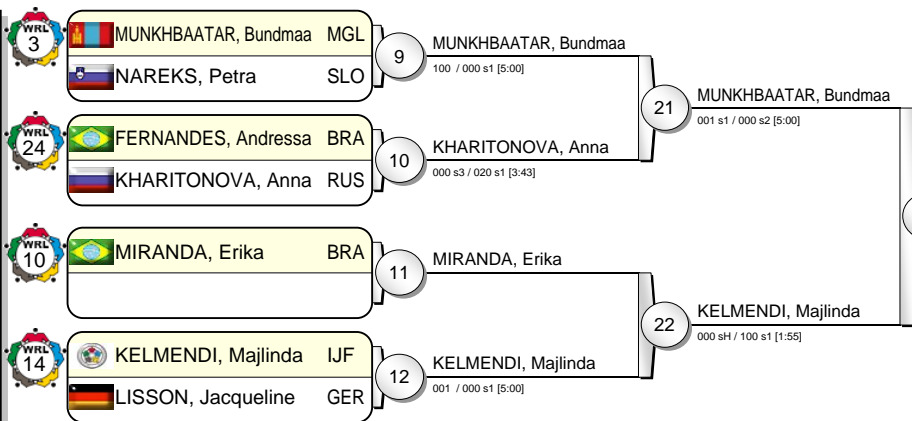 WRL
3
MUNKHBAATAR, Bundmaa MGL
NAREKS, Petra SLO
9
MUNKHBAATAR, Bundmaa
100 / 000 s1 [5:00]
WRL
24
FERNANDES, Andressa BRA
KHARITONOVA, Anna RUS
10
KHARITONOVA, Anna
000 s3 / 020 s1 [3:43]
21
MUNKHBAATAR, Bundmaa
001 s1 / 000 s2 [5:00]
WRL
10
MIRANDA, Erika BRA
11
MIRANDA, Erika
WRL
14
KELMENDI, Majlinda IJF
LISSON, Jacqueline GER
12
KELMENDI, Majlinda
001 / 000 s1 [5:00]
22
KELMENDI, Majlinda
000 sH / 100 s1 [1:55]